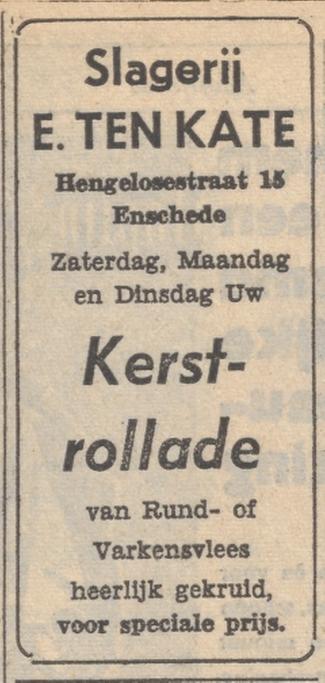 Slagerij
E. TEN KATE
Hengelosestraat 15
Enschede
Zaterdag, Maandag
en Dinsdag Uw
Kerst-
rollade
van Rund- of
Varkensvlees
heerlijk gekruid,
voor speciale prijs.